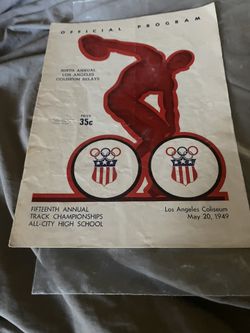 OFFICIAL PROGRAM
NINTH ANNUAL
LOS ANGELES
COLISEUM RELAYS
PRICE
35c
FIFTEENTH ANNUAL
TRACK CHAMPIONSHIPS
ALL-CITY HIGH SCHOOL
Los Angeles Coliseum
May 20, 1949